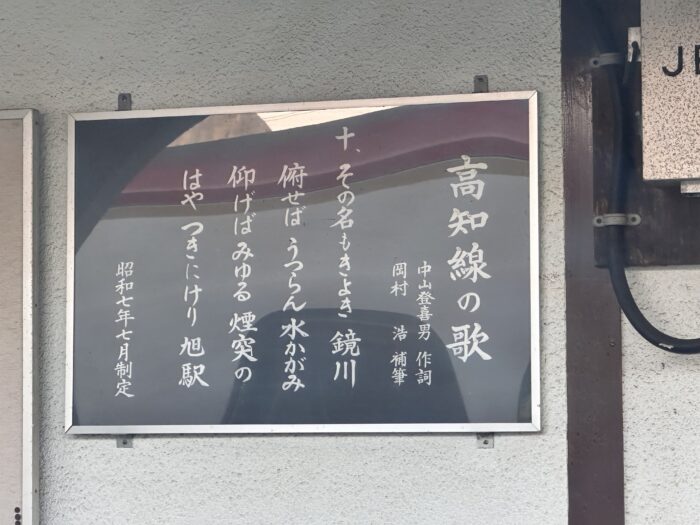 高知線の歌
中山登喜男 作詞
岡村 浩 補筆
十、その名もきよき 鏡川
俯せば うつらん 水かがみ
仰げば みゆる 煙突の
はや つきにけり 旭駅
昭和七年七月制定